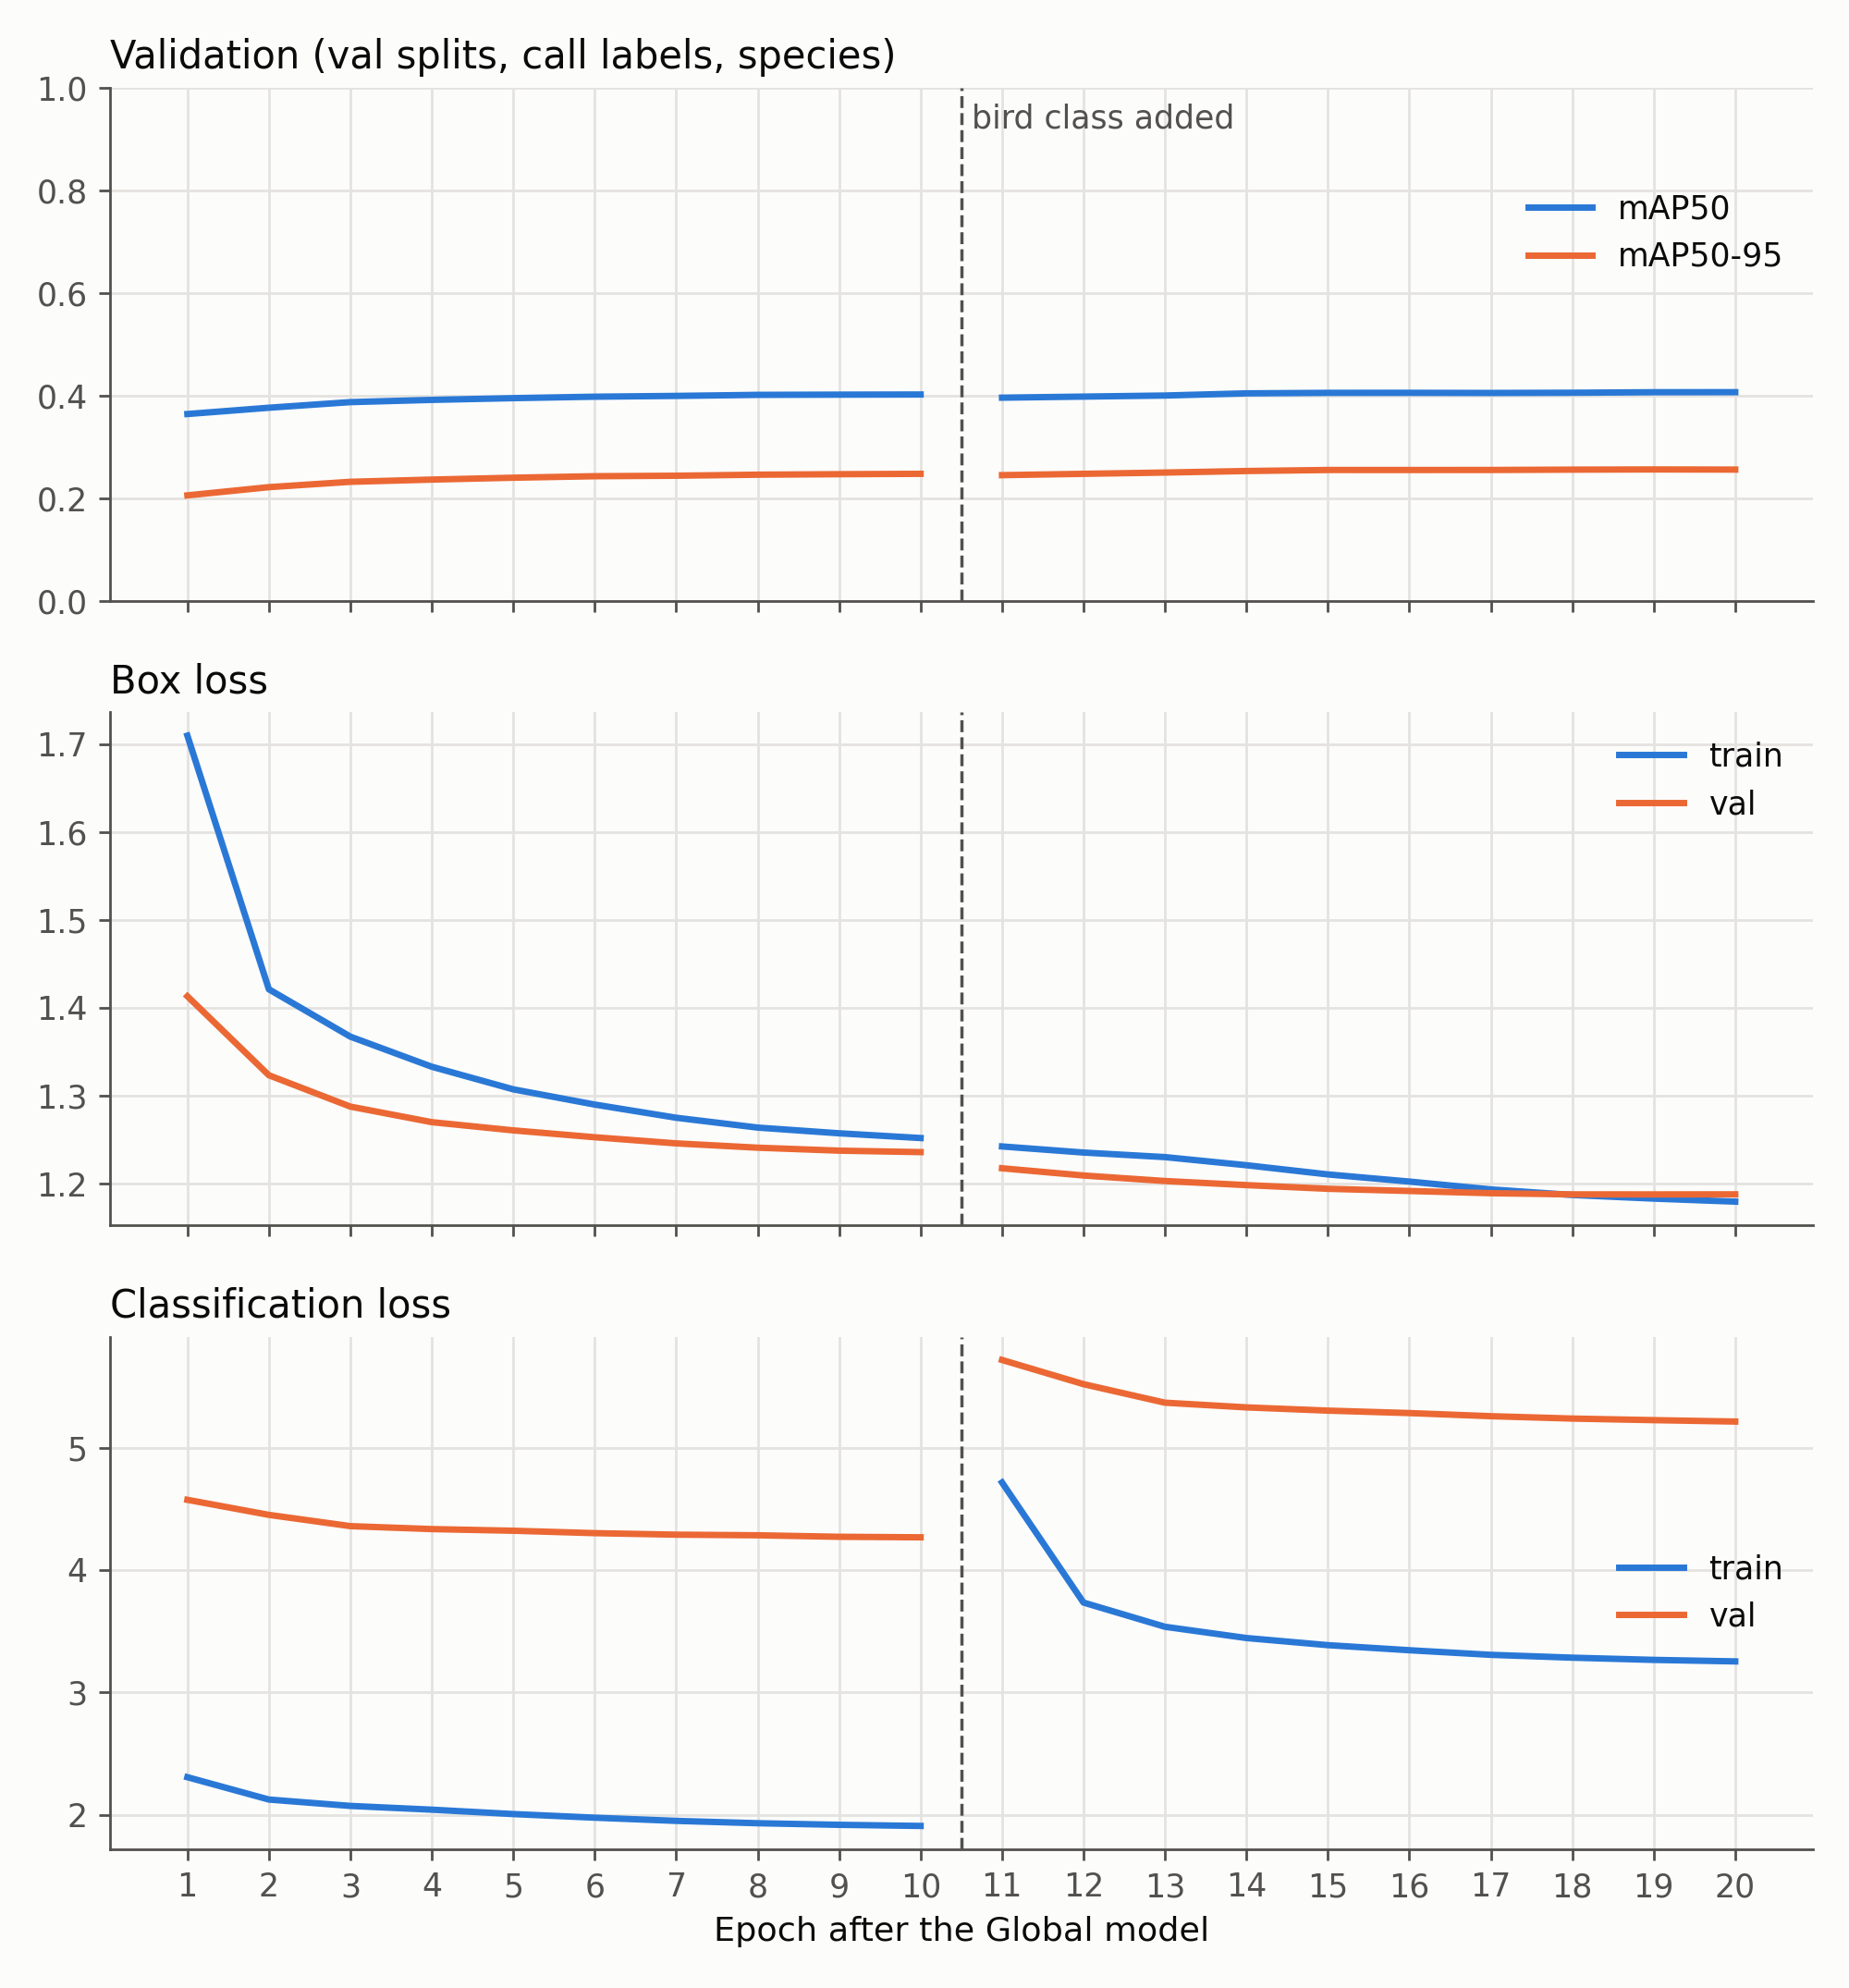 Validation (val splits, call labels, species)
1.0
bird class added
0.8
mAP50
mAP50-95
0.6
0.4
0.2
0.0
Box loss
1.7
train
val
1.6
1.5
1.4
1.3
1.2
Classification loss
5
4
train
val
3
2
1 2 3 4 5 6 7 8 9 10 11 12 13 14 15 16 17 18 19 20
Epoch after the Global model